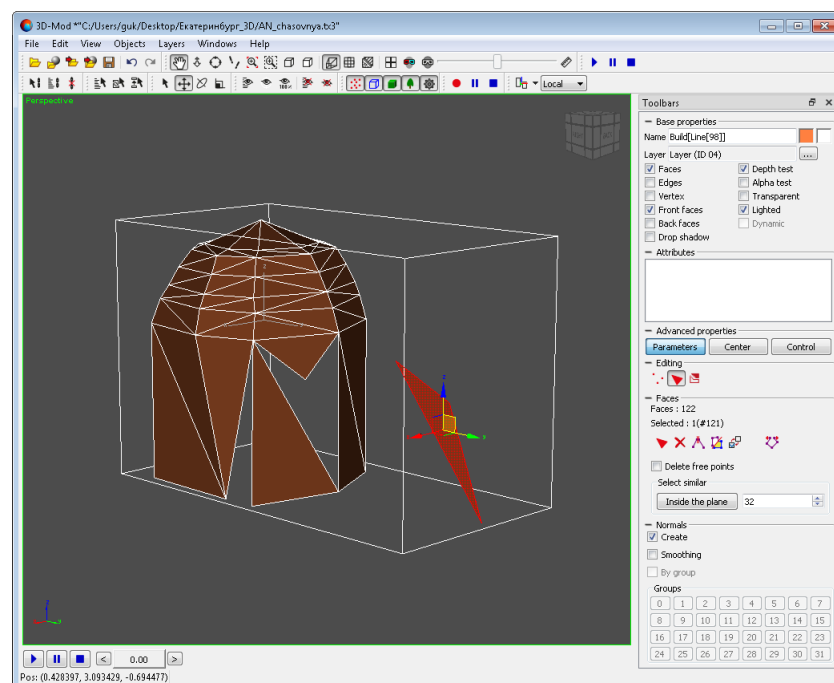 3D-Mod *"C:/Users/guk/Desktop/Екатеринбург_3D/AN_chasovnya.tx3"
File Edit View Objects Layers Windows Help
100%
Local
Perspective
Toolbars
Base properties
Name Build[Line[98]]
Layer Layer (ID 04) ...
Faces Depth test
Edges Alpha test
Vertex Transparent
Front faces Lighted
Back faces Dynamic
Drop shadow
Attributes
Advanced properties
Parameters Center Control
Editing
Faces
Faces : 122
Selected : 1(#121)
Delete free points
Select similar
Inside the plane 32
Normals
Create
Smoothing
By group
Groups
0 1 2 3 4 5 6 7
8 9 10 11 12 13 14 15
16 17 18 19 20 21 22 23
24 25 26 27 28 29 30 31
z
x
z
y
< 0.00 >
Pos: (0.428397, 3.093429, -0.694477)